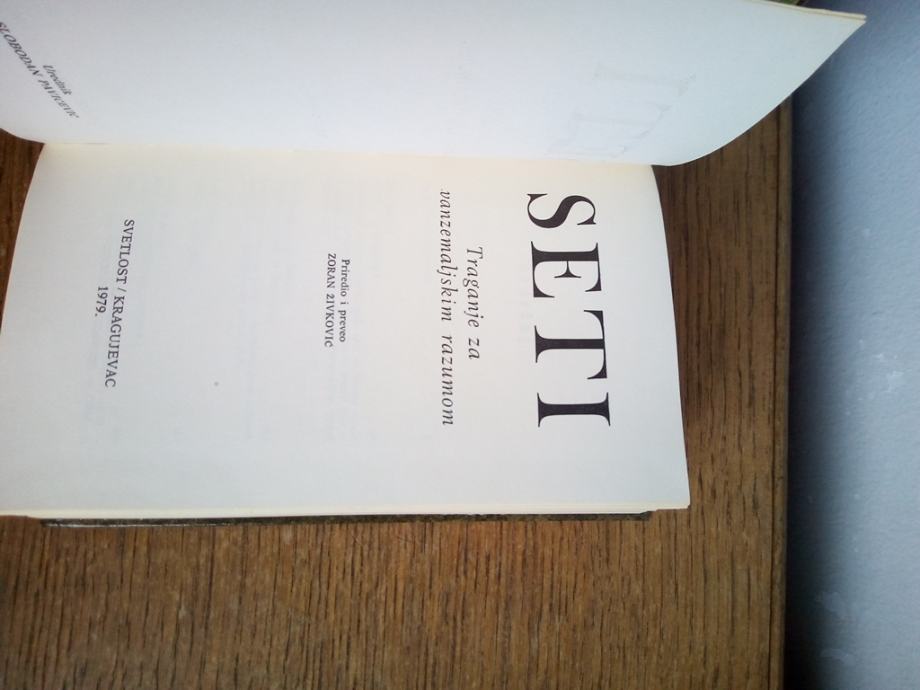 Urednik
SLOBODAN PAVIĆEVIĆ
SETI
Traganje za
vanzemaljskim razumom
Priredio i preveo
ZORAN ŽIVKOVIĆ
SVETLOST / KRAGUJEVAC
1979.